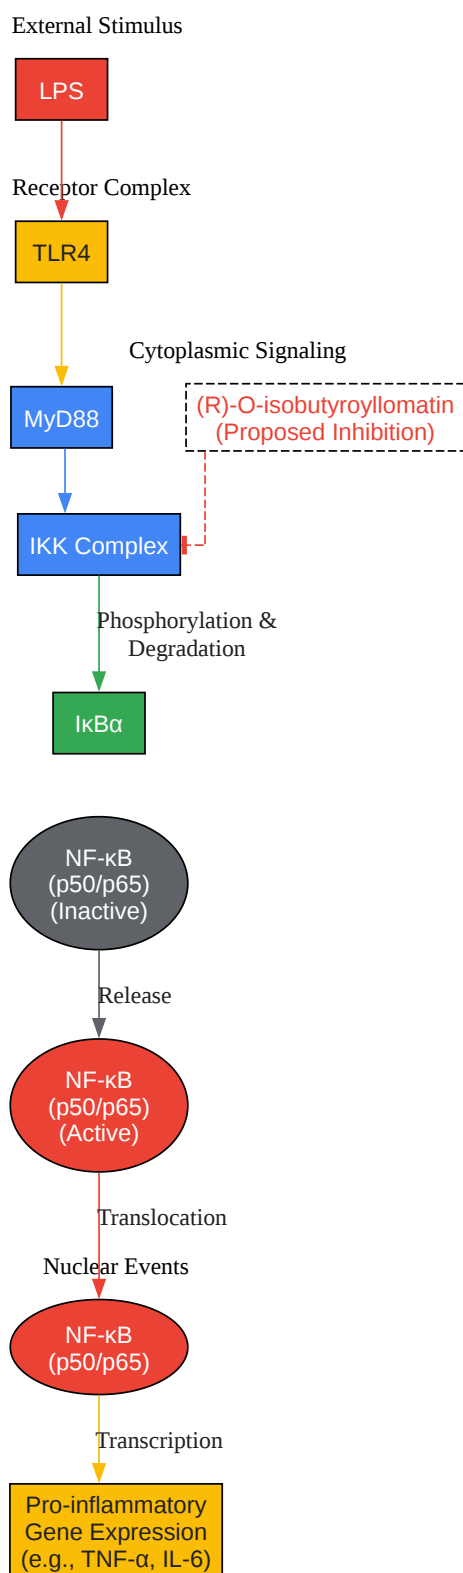 External Stimulus
LPS
Receptor Complex
TLR4
Cytoplasmic Signaling
MyD88
(R)-O-isobutyroyllomatin
(Proposed Inhibition)
IKK Complex
Phosphorylation &
Degradation
IκBα
NF-κB
(p50/p65)
(Inactive)
Release
NF-κB
(p50/p65)
(Active)
Translocation
Nuclear Events
NF-κB
(p50/p65)
Transcription
Pro-inflammatory
Gene Expression
(e.g., TNF-α, IL-6)